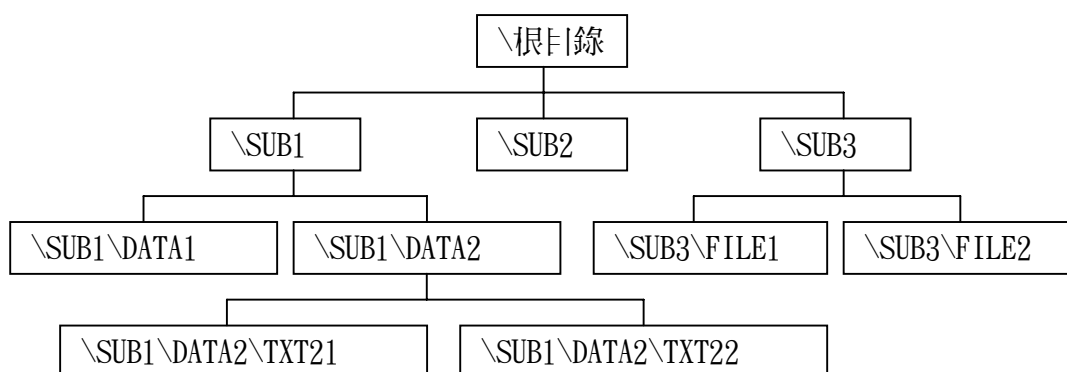 \根目錄
\SUB1
\SUB2
\SUB3
\SUB1\DATA1
\SUB1\DATA2
\SUB3\FILE1
\SUB3\FILE2
\SUB1\DATA2\TXT21
\SUB1\DATA2\TXT22